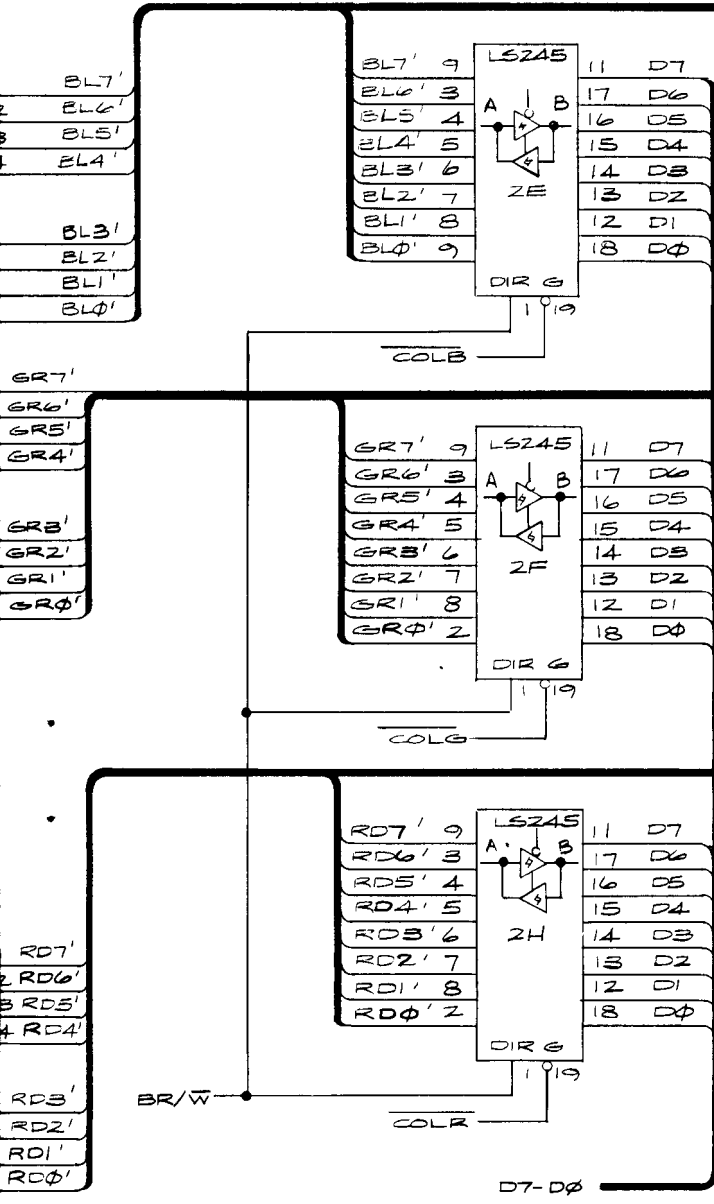 BL7'
2 BL6'
3 BL5'
4 BL4'
BL3'
BL2'
BL1'
BLØ'
BL7' 9
BL6' 3
BL5' 4
BL4' 5
BL3' 6
BL2' 7
BL1' 8
BLØ' 9
LS245
A B
2E
DIR G
1 19
11 D7
17 D6
16 D5
15 D4
14 D3
13 D2
12 D1
18 DØ
COLB
GR7'
GR6'
GR5'
GR4'
GR3'
GR2'
GR1'
GRØ'
GR7' 9
GR6' 3
GR5' 4
GR4' 5
GR3' 6
GR2' 7
GR1' 8
GRØ' 2
LS245
A B
2F
DIR G
1 19
11 D7
17 D6
16 D5
15 D4
14 D3
13 D2
12 D1
18 DØ
COLG
RD7'
2 RD6'
3 RD5'
4 RD4'
RD3'
RD2'
RD1'
RDØ'
RD7' 9
RD6' 3
RD5' 4
RD4' 5
RD3' 6
RD2' 7
RD1' 8
RDØ' 2
LS245
A B
2H
DIR G
1 19
11 D7
17 D6
16 D5
15 D4
14 D3
13 D2
12 D1
18 DØ
BR/W̅
COLR
D7-DØ